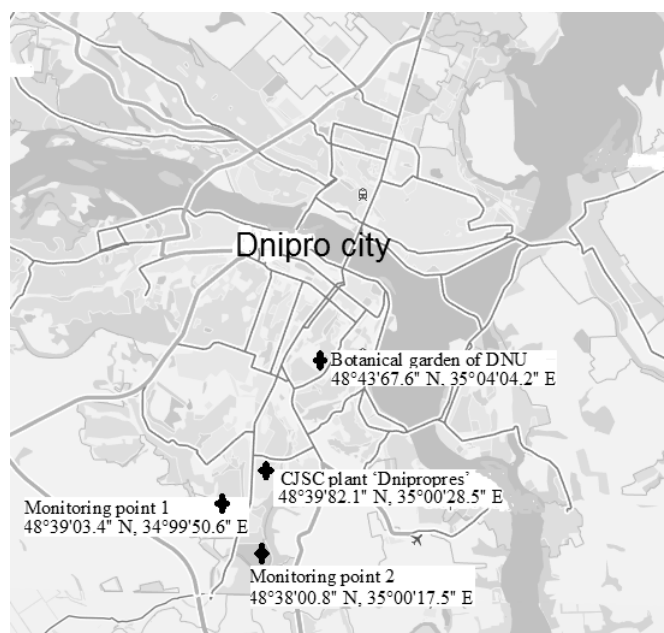 Dnipro city
Botanical garden of DNU
48°43'67.6" N, 35°04'04.2" E
CJSC plant ‘Dnipropres’
48°39'82.1" N, 35°00'28.5" E
Monitoring point 1
48°39'03.4" N, 34°99'50.6" E
Monitoring point 2
48°38'00.8" N, 35°00'17.5" E